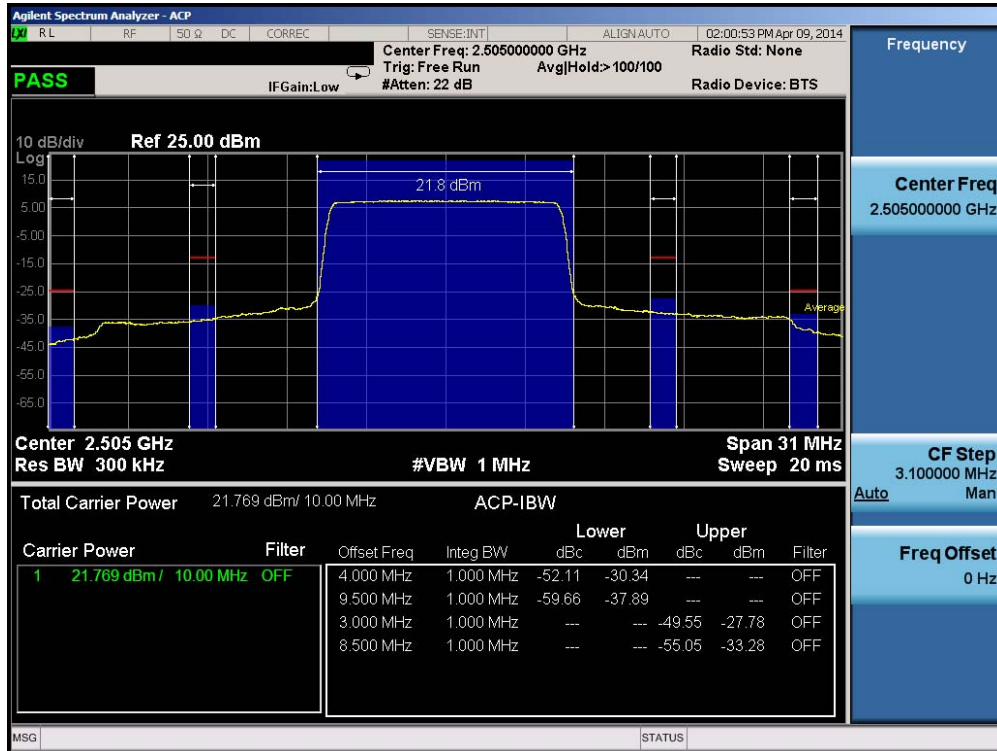 Agilent Spectrum Analyzer - ACP
LXI RL RF 50 Ω DC CORREC SENSE:INT ALIGN AUTO 02:00:53 PM Apr 09, 2014
Center Freq: 2.505000000 GHz Radio Std: None
Trig: Free Run Avg|Hold:>100/100
PASS IFGain:Low #Atten: 22 dB Radio Device: BTS
Frequency
10 dB/div Ref 25.00 dBm
Log
15.0
5.00
-5.00
-15.0
-25.0
-35.0
-45.0
-55.0
-65.0
21.8 dBm
Average
Center Freq
2.505000000 GHz
Center 2.505 GHz Span 31 MHz
Res BW 300 kHz #VBW 1 MHz Sweep 20 ms
CF Step
3.100000 MHz
Auto Man
Freq Offset
0 Hz
Total Carrier Power 21.769 dBm/ 10.00 MHz ACP-IBW
Lower Upper
Carrier Power Filter Offset Freq Integ BW dBc dBm dBc dBm Filter
1 21.769 dBm / 10.00 MHz OFF 4.000 MHz 1.000 MHz -52.11 -30.34 --- --- OFF
9.500 MHz 1.000 MHz -59.66 -37.89 --- --- OFF
3.000 MHz 1.000 MHz --- --- -49.55 -27.78 OFF
8.500 MHz 1.000 MHz --- --- -55.05 -33.28 OFF
MSG STATUS